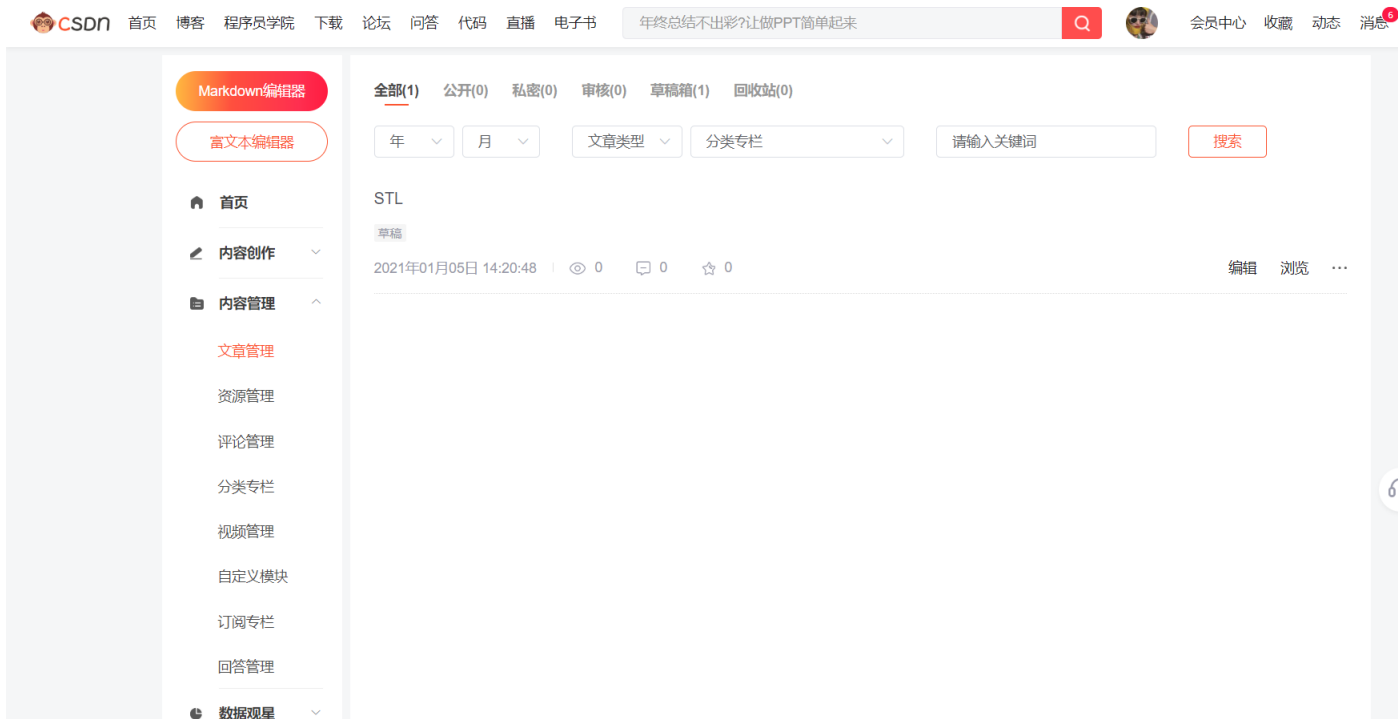 CSDN 首页 博客 程序员学院 下载 论坛 问答 代码 直播 电子书 年终总结不出彩?让做PPT简单起来 会员中心 收藏 动态 消息 6
Markdown编辑器
富文本编辑器
首页
内容创作
内容管理
文章管理
资源管理
评论管理
分类专栏
视频管理
自定义模块
订阅专栏
回答管理
数据观星
全部(1) 公开(0) 私密(0) 审核(0) 草稿箱(1) 回收站(0)
年 月 文章类型 分类专栏 请输入关键词 搜索
STL
草稿
2021年01月05日 14:20:48 0 0 0 编辑 浏览 ···